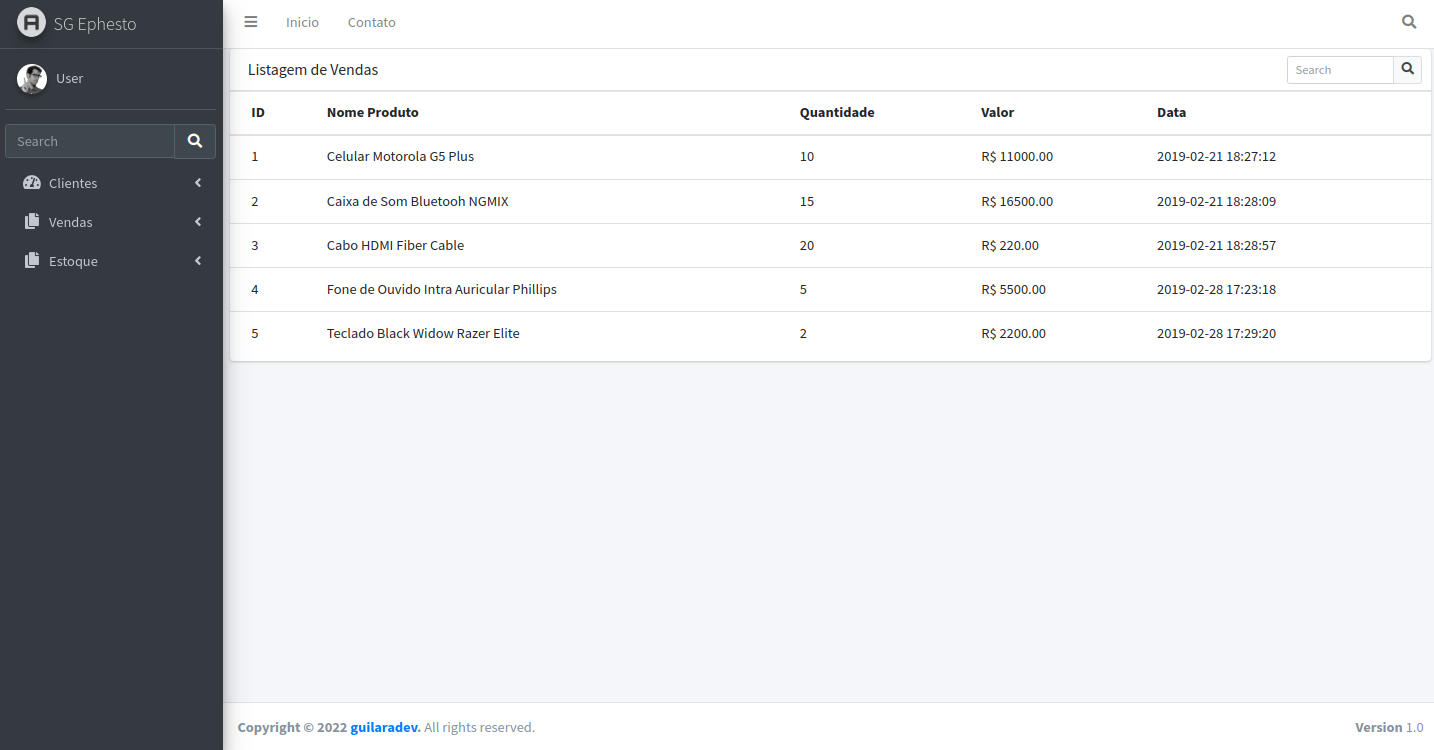 SG Ephesto
Inicio Contato
User
Search
Clientes
Vendas
Estoque
Listagem de Vendas Search
ID Nome Produto Quantidade Valor Data
1 Celular Motorola G5 Plus 10 R$ 11000.00 2019-02-21 18:27:12
2 Caixa de Som Bluetooh NGMIX 15 R$ 16500.00 2019-02-21 18:28:09
3 Cabo HDMI Fiber Cable 20 R$ 220.00 2019-02-21 18:28:57
4 Fone de Ouvido Intra Auricular Phillips 5 R$ 5500.00 2019-02-28 17:23:18
5 Teclado Black Widow Razer Elite 2 R$ 2200.00 2019-02-28 17:29:20
Copyright © 2022 guilaradev. All rights reserved. Version 1.0